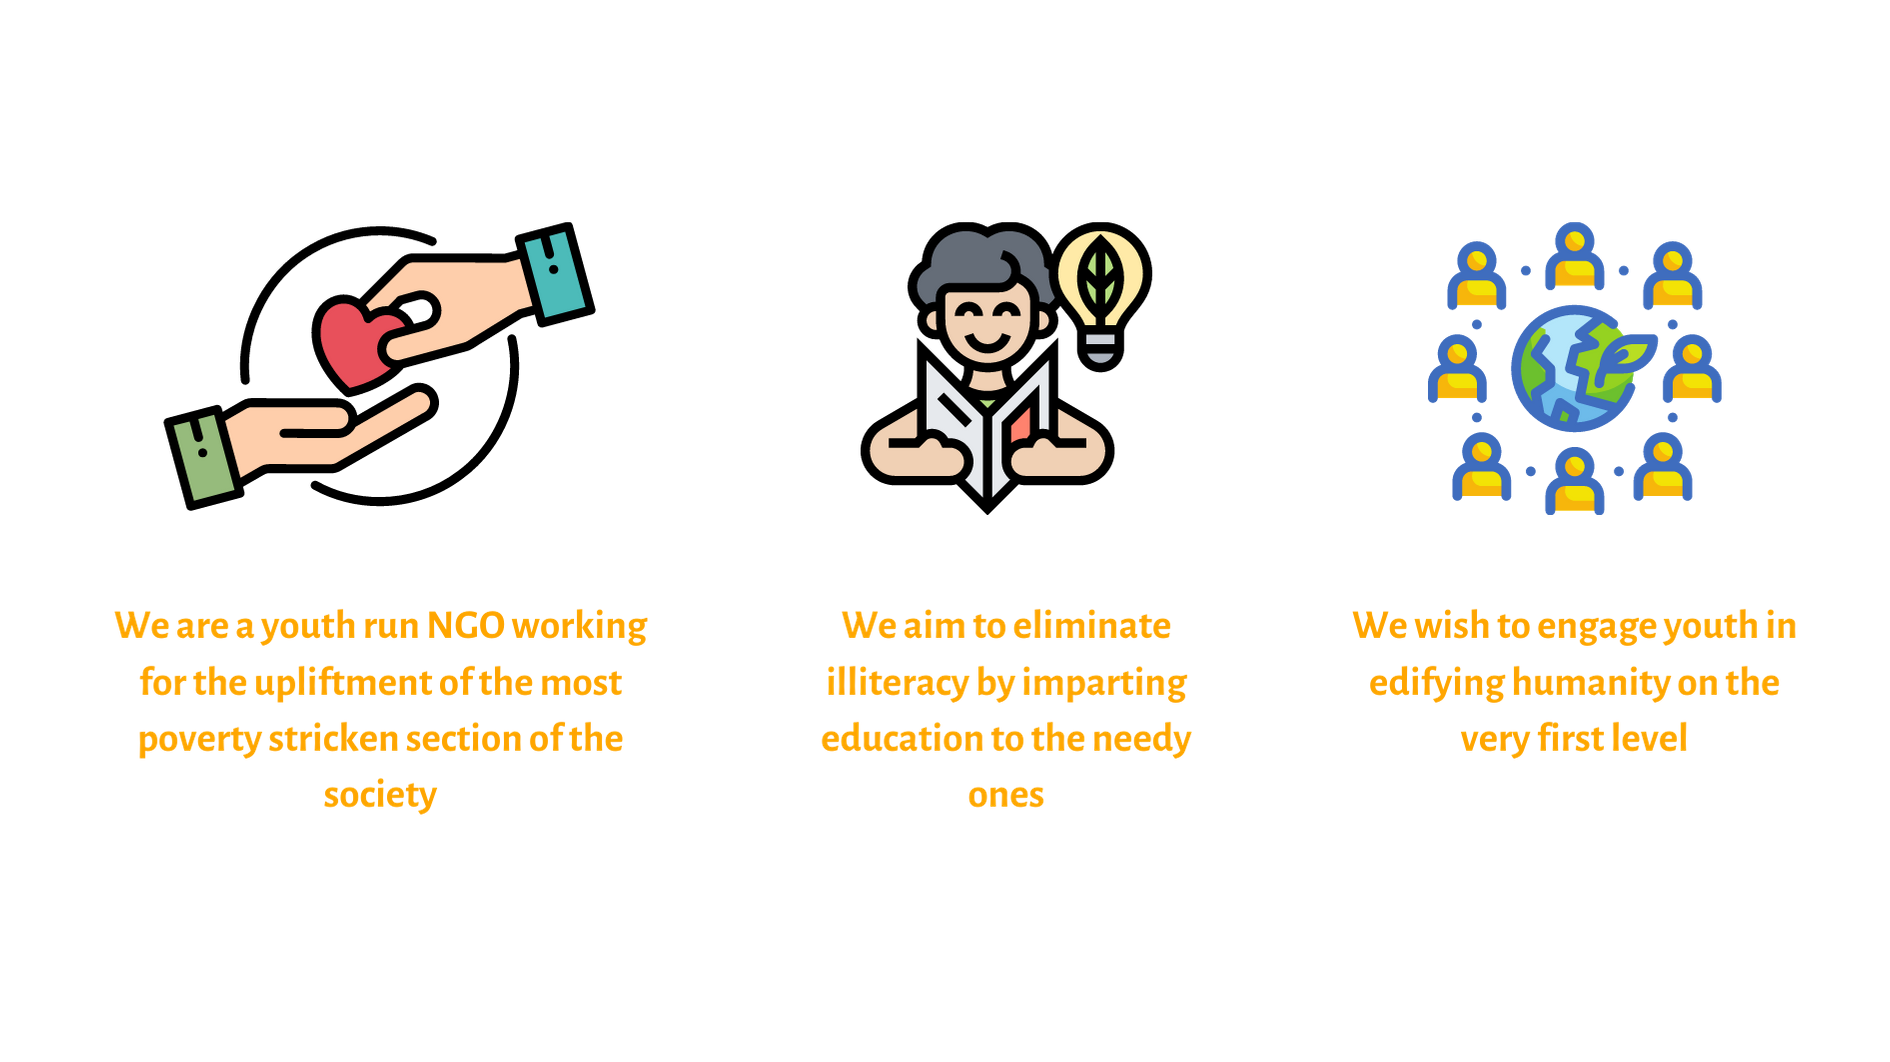 We are a youth run NGO working
for the upliftment of the most
poverty stricken section of the
society
We aim to eliminate
illiteracy by imparting
education to the needy
ones
We wish to engage youth in
edifying humanity on the
very first level